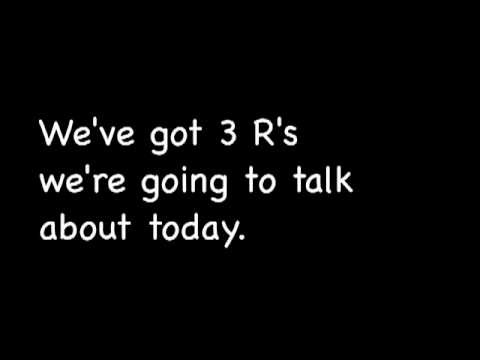 We've got 3 R's
we're going to talk
about today.